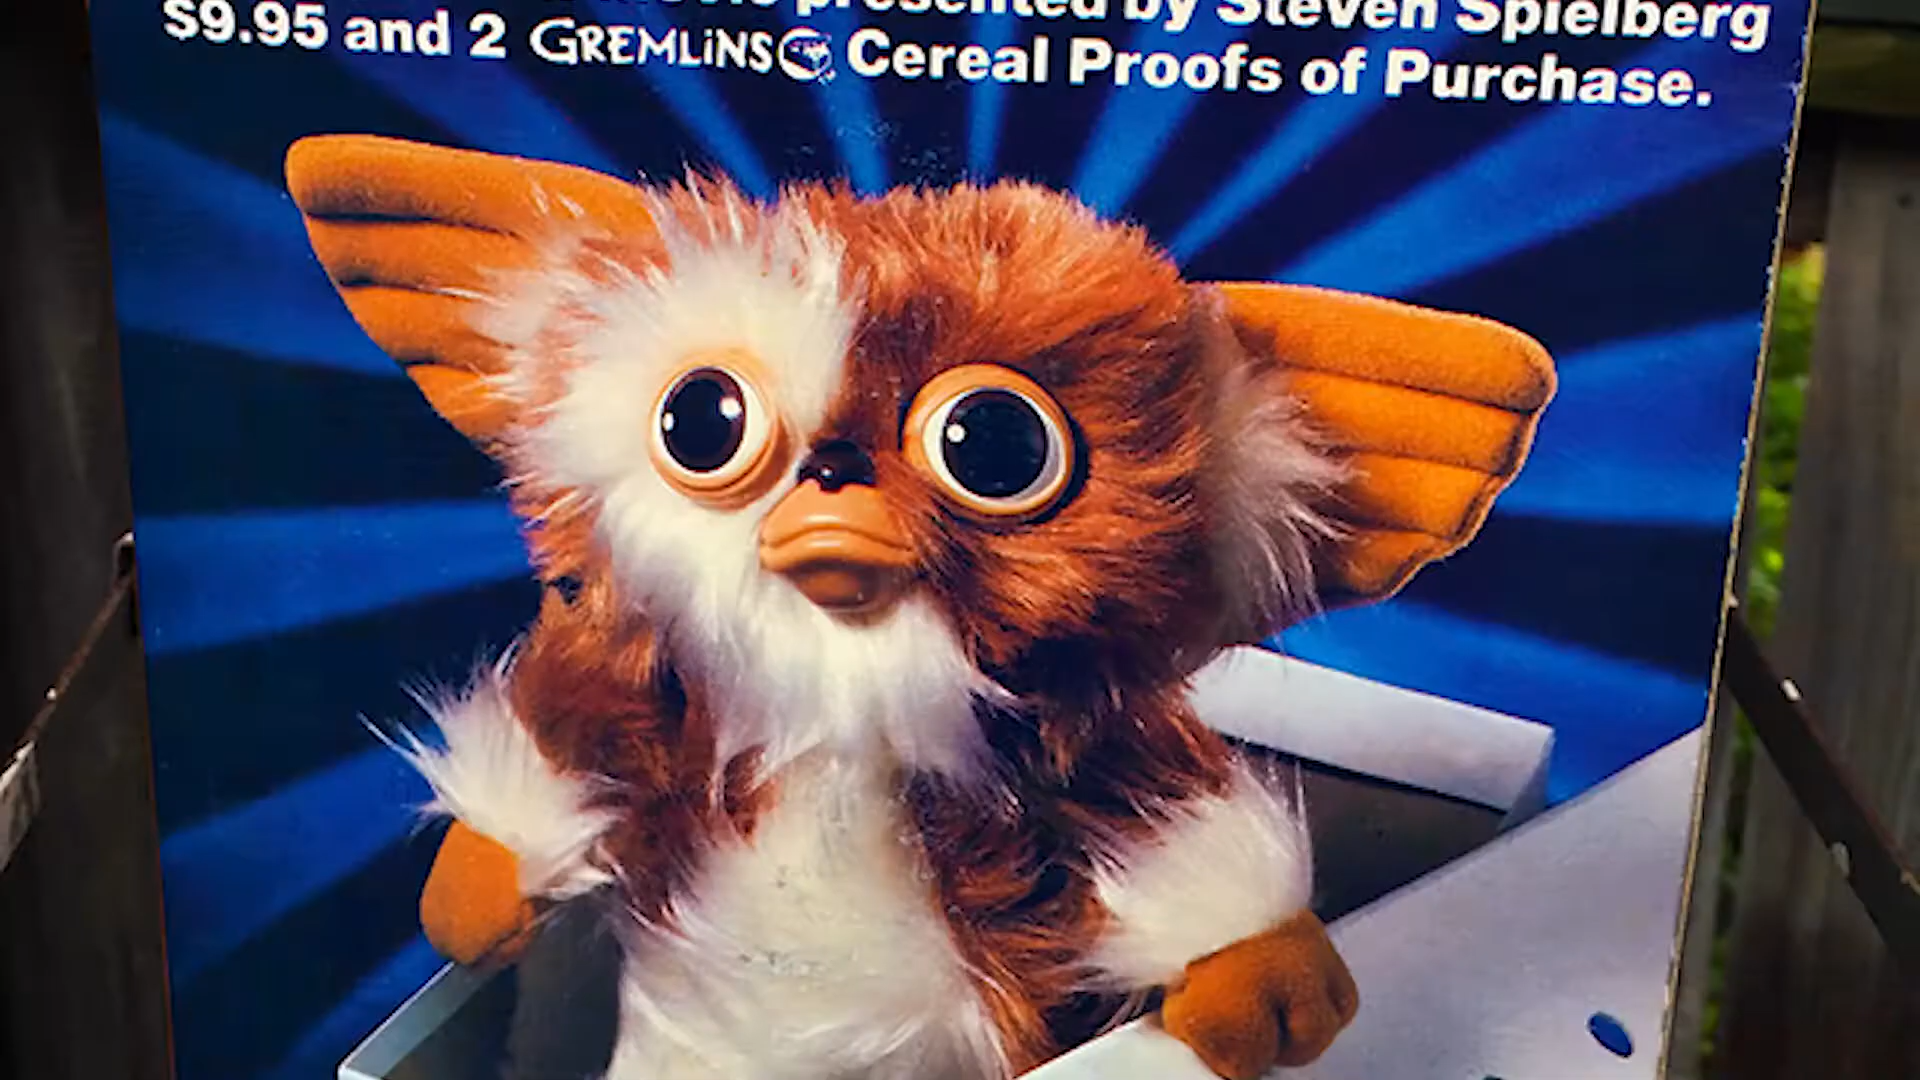 presented by Steven Spielberg
$9.95 and 2 GREMLiNS Cereal Proofs of Purchase.